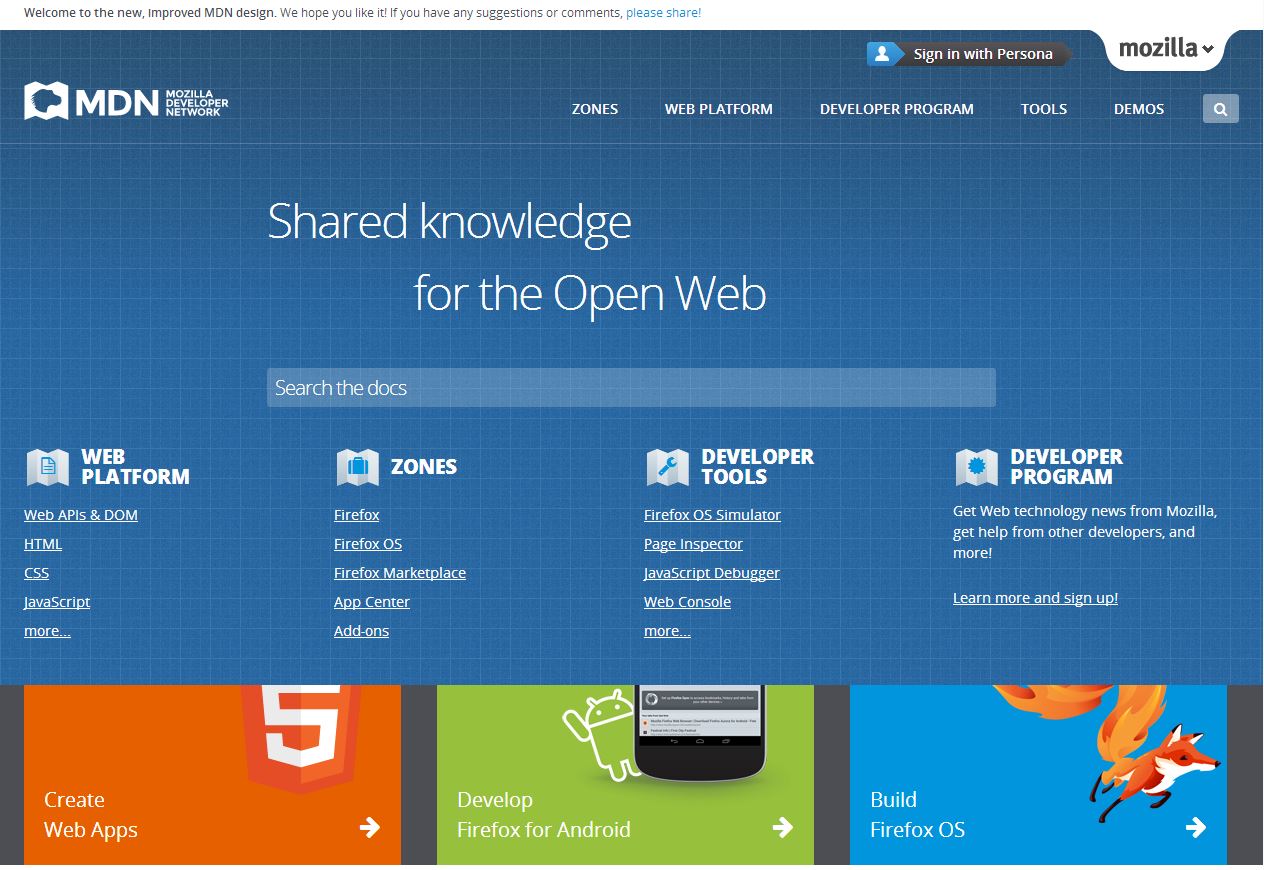 Welcome to the new, improved MDN design. We hope you like it! If you have any suggestions or comments, please share!
Sign in with Persona
mozilla
MDN
MOZILLA
DEVELOPER
NETWORK
ZONES
WEB PLATFORM
DEVELOPER PROGRAM
TOOLS
DEMOS
Shared knowledge
for the Open Web
Search the docs
WEB
PLATFORM
Web APIs & DOM
HTML
CSS
JavaScript
more...
ZONES
Firefox
Firefox OS
Firefox Marketplace
App Center
Add-ons
DEVELOPER
TOOLS
Firefox OS Simulator
Page Inspector
JavaScript Debugger
Web Console
more...
DEVELOPER
PROGRAM
Get Web technology news from Mozilla,
get help from other developers, and
more!
Learn more and sign up!
Create
Web Apps
Develop
Firefox for Android
Build
Firefox OS